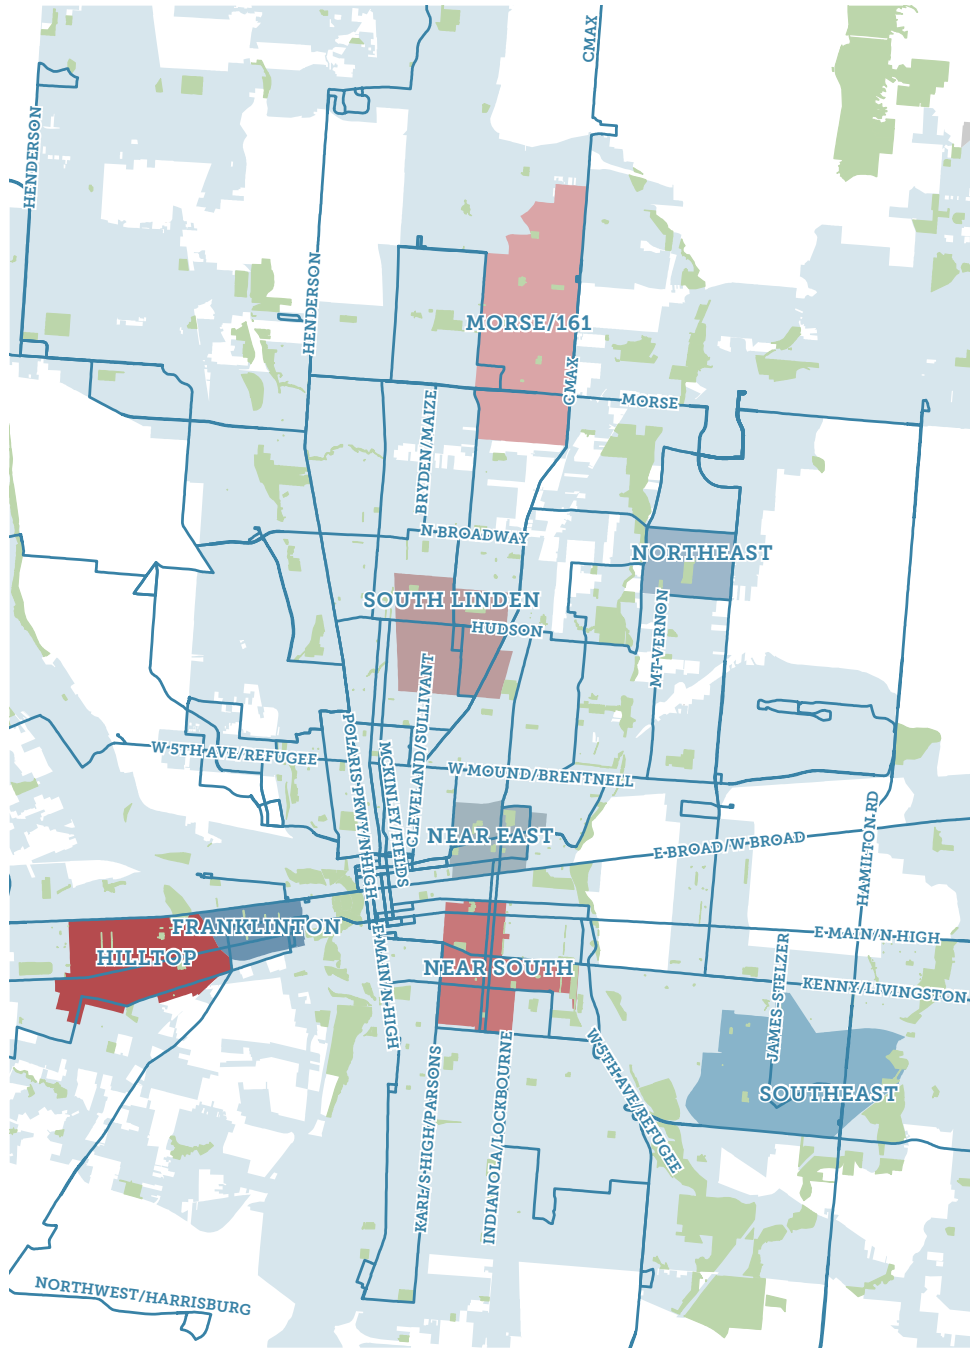 CMAX
HENDERSON
HENDERSON
MORSE/161
CMAX
MORSE
BRYDEN/MAIZE
N BROADWAY
NORTHEAST
SOUTH LINDEN
HUDSON
MT VERNON
CLEVELAND/SULLIVANT
POLARIS PKWY/N HIGH
MCKINLEY/FIELDS
W 5TH AVE/REFUGEE
W MOUND/BRENTNELL
NEAR EAST
E BROAD/W BROAD
HAMILTON RD
FRANKLINTON
HILLTOP
E MAIN/N HIGH
E MAIN/N HIGH
NEAR SOUTH
JAMES-STELZER
KENNY/LIVINGSTON
W 5TH AVE/REFUGEE
SOUTHEAST
KARL/S HIGH/PARSONS
INDIANOLA/LOCKBOURNE
NORTHWEST/HARRISBURG